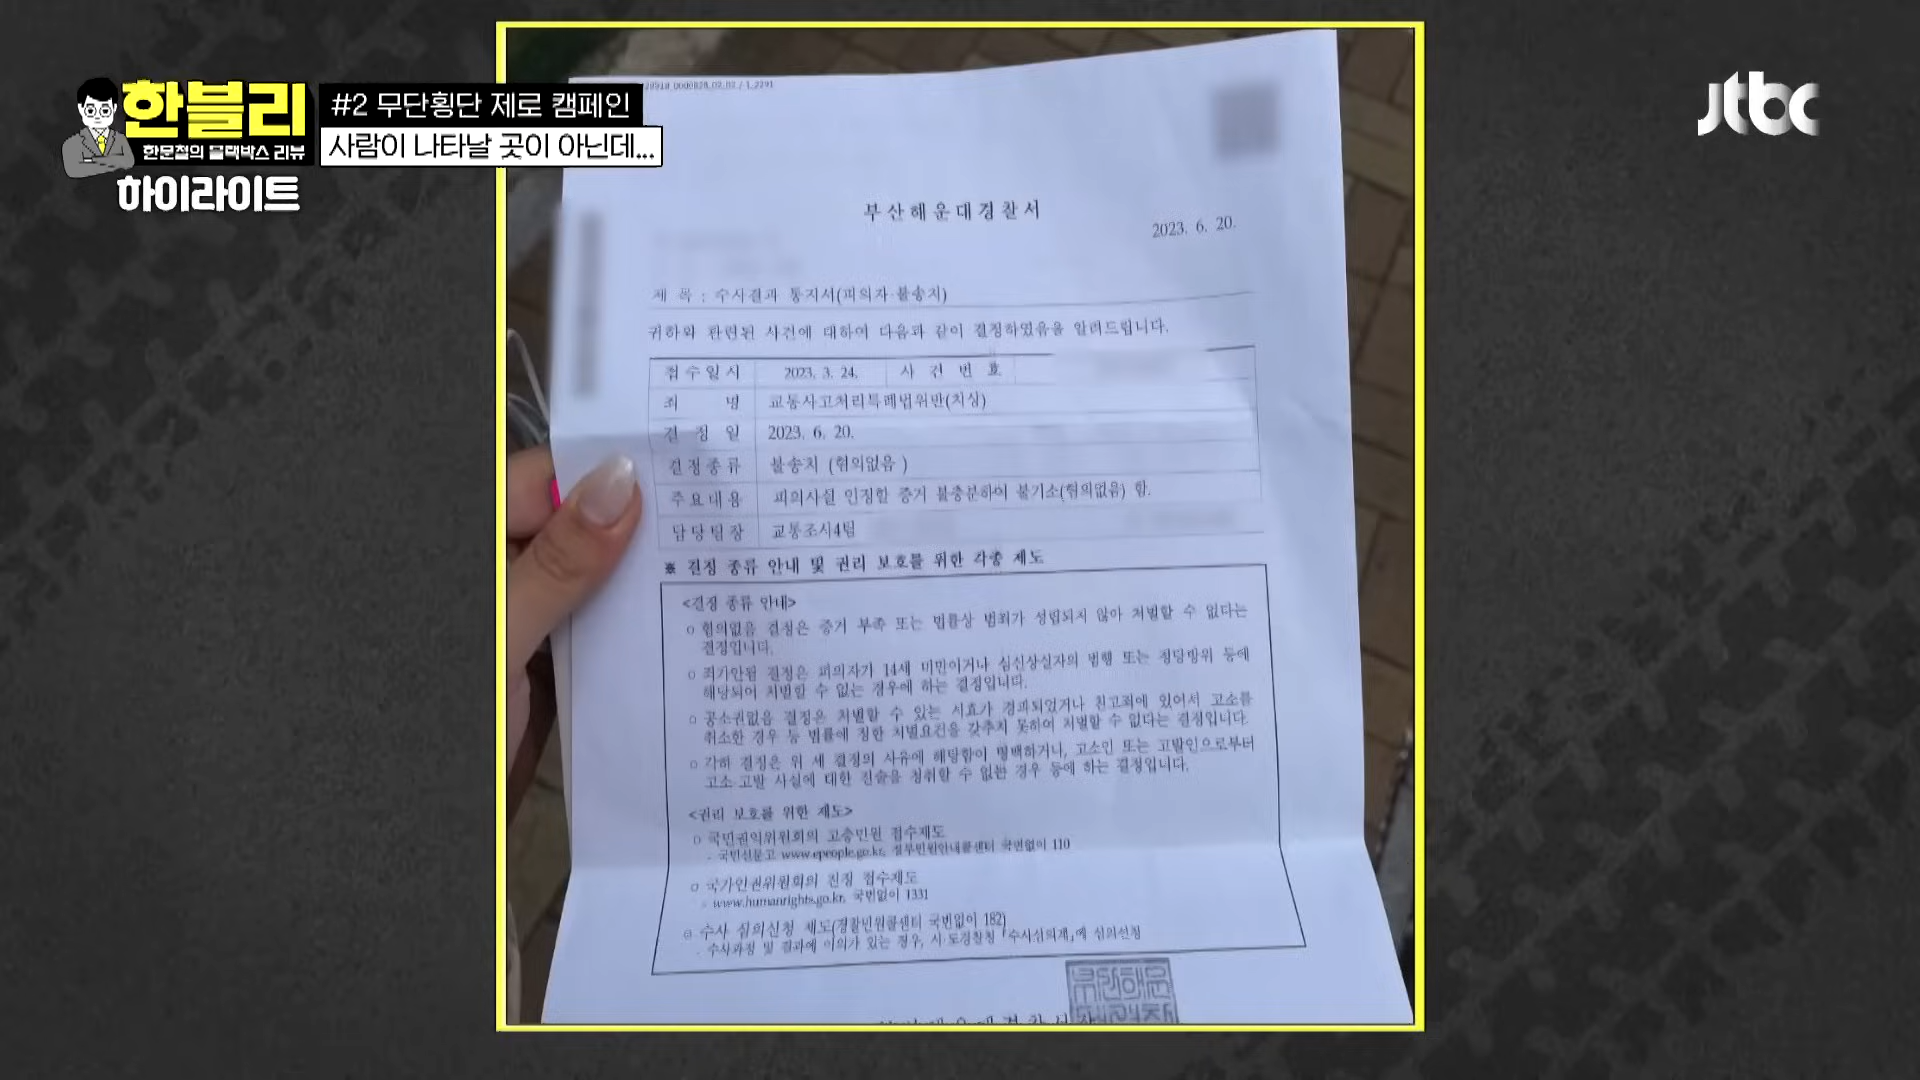 한블리
한문철의 블랙박스 리뷰
하이라이트
#2 무단횡단 제로 캠페인
사람이 나타날 곳이 아닌데...
jtbc
부산해운대경찰서
2023. 6. 20.
제 목 : 수사결과 통지서(피의자·불송치)
귀하와 관련된 사건에 대하여 다음과 같이 결정하였음을 알려드립니다.
접수일시 2023. 3. 24. 사 건 번 호
죄 명 교통사고처리특례법위반(치상)
결 정 일 2023. 6. 20.
결정종류 불송치 (혐의없음 )
주요내용 피의사실 인정할 증거 불충분하여 불기소(혐의없음) 함.
담당팀장 교통조사4팀
※ 결정 종류 안내 및 권리 보호를 위한 각종 제도
<결정 종류 안내>
○ 혐의없음 결정은 증거 부족 또는 법률상 범죄가 성립되지 않아 처벌할 수 없다는
결정입니다.
○ 죄가안됨 결정은 피의자가 14세 미만이거나 심신상실자의 범행 또는 정당방위 등에
해당되어 처벌할 수 없는 경우에 하는 결정입니다.
○ 공소권없음 결정은 처벌할 수 있는 시효가 경과되었거나 친고죄에 있어서 고소를
취소한 경우 등 법률에 정한 처벌요건을 갖추지 못하여 처벌할 수 없다는 결정입니다.
○ 각하 결정은 위 세 결정의 사유에 해당함이 명백하거나, 고소인 또는 고발인으로부터
고소·고발 사실에 대한 진술을 청취할 수 없는 경우 등에 하는 결정입니다.
<권리 보호를 위한 제도>
○ 국민권익위원회의 고충민원 접수제도
- 국민신문고 www.epeople.go.kr, 정부민원안내콜센터 국번없이 110
○ 국가인권위원회의 진정 접수제도
- www.humanrights.go.kr, 국번없이 1331
○ 수사 심의신청 제도(경찰민원콜센터 국번없이 182)
- 수사과정 및 결과에 이의가 있는 경우, 시·도경찰청 「수사심의계」에 심의신청